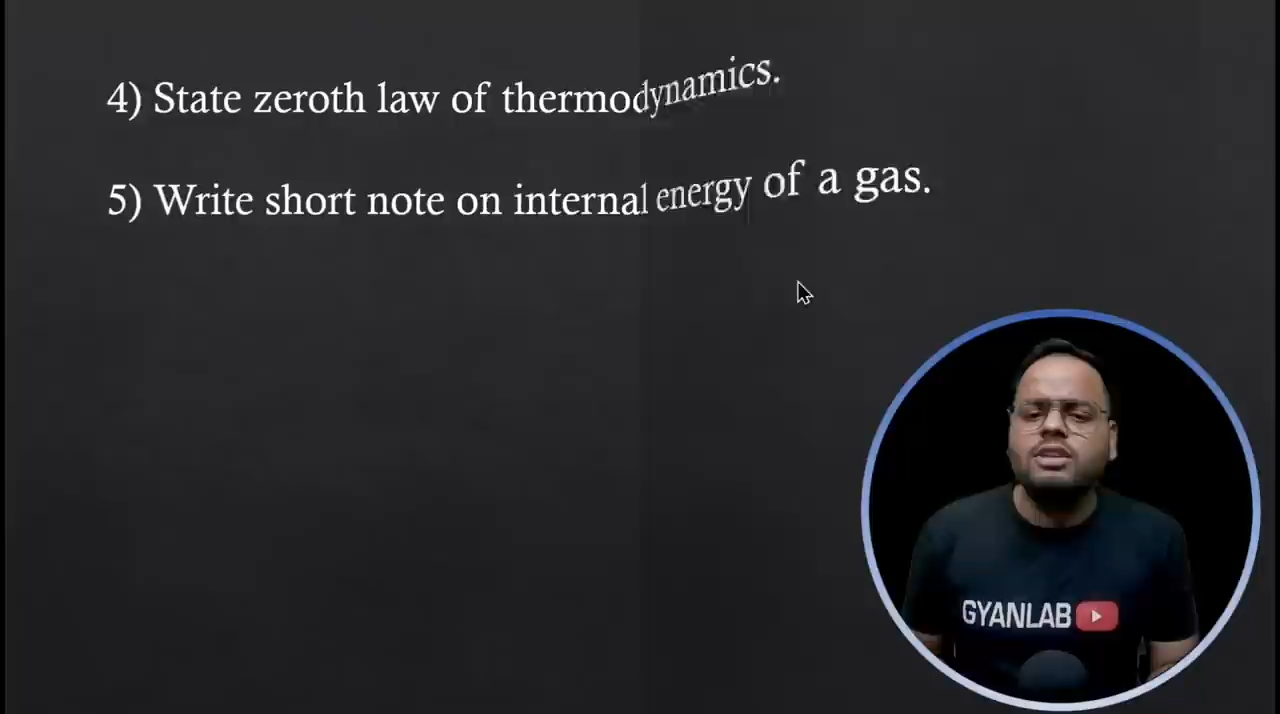 4) State zeroth law of thermodynamics.
5) Write short note on internal energy of a gas.
GYANLAB